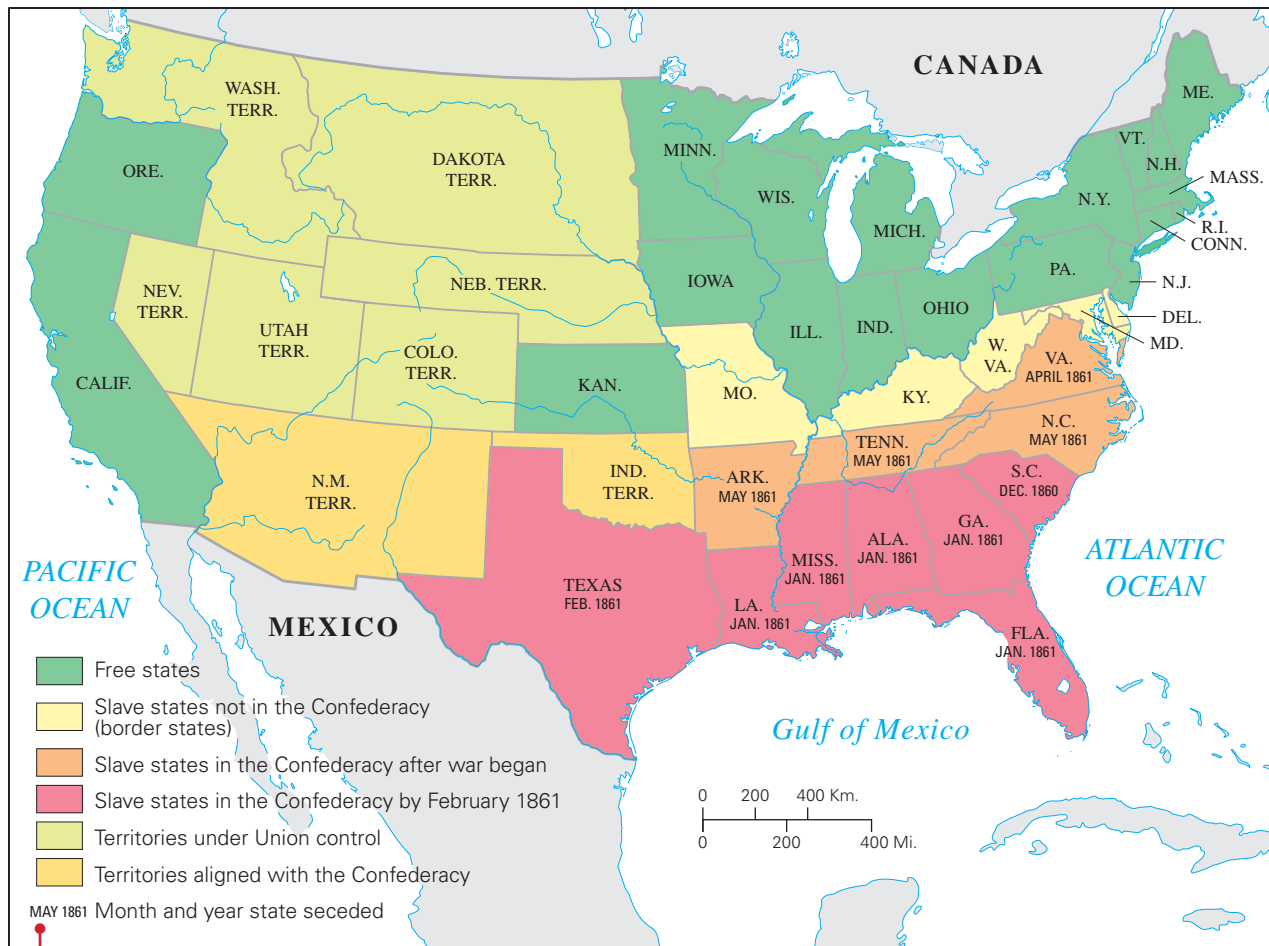 CANADA
WASH.
TERR.
ORE.
DAKOTA
TERR.
MINN.
WIS.
MICH.
ME.
VT.
N.H.
MASS.
N.Y.
R.I.
CONN.
PA.
N.J.
DEL.
MD.
NEV.
TERR.
UTAH
TERR.
NEB. TERR.
IOWA
ILL.
IND.
OHIO
W.
VA.
VA.
APRIL 1861
CALIF.
COLO.
TERR.
KAN.
MO.
KY.
N.C.
MAY 1861
TENN.
MAY 1861
N.M.
TERR.
IND.
TERR.
ARK.
MAY 1861
S.C.
DEC. 1860
GA.
JAN. 1861
ALA.
JAN. 1861
MISS.
JAN. 1861
TEXAS
FEB. 1861
LA.
JAN. 1861
FLA.
JAN. 1861
PACIFIC
OCEAN
MEXICO
ATLANTIC
OCEAN
Gulf of Mexico
Free states
Slave states not in the Confederacy
(border states)
Slave states in the Confederacy after war began
Slave states in the Confederacy by February 1861
Territories under Union control
Territories aligned with the Confederacy
MAY 1861 Month and year state seceded
0 200 400 Km.
0 200 400 Mi.